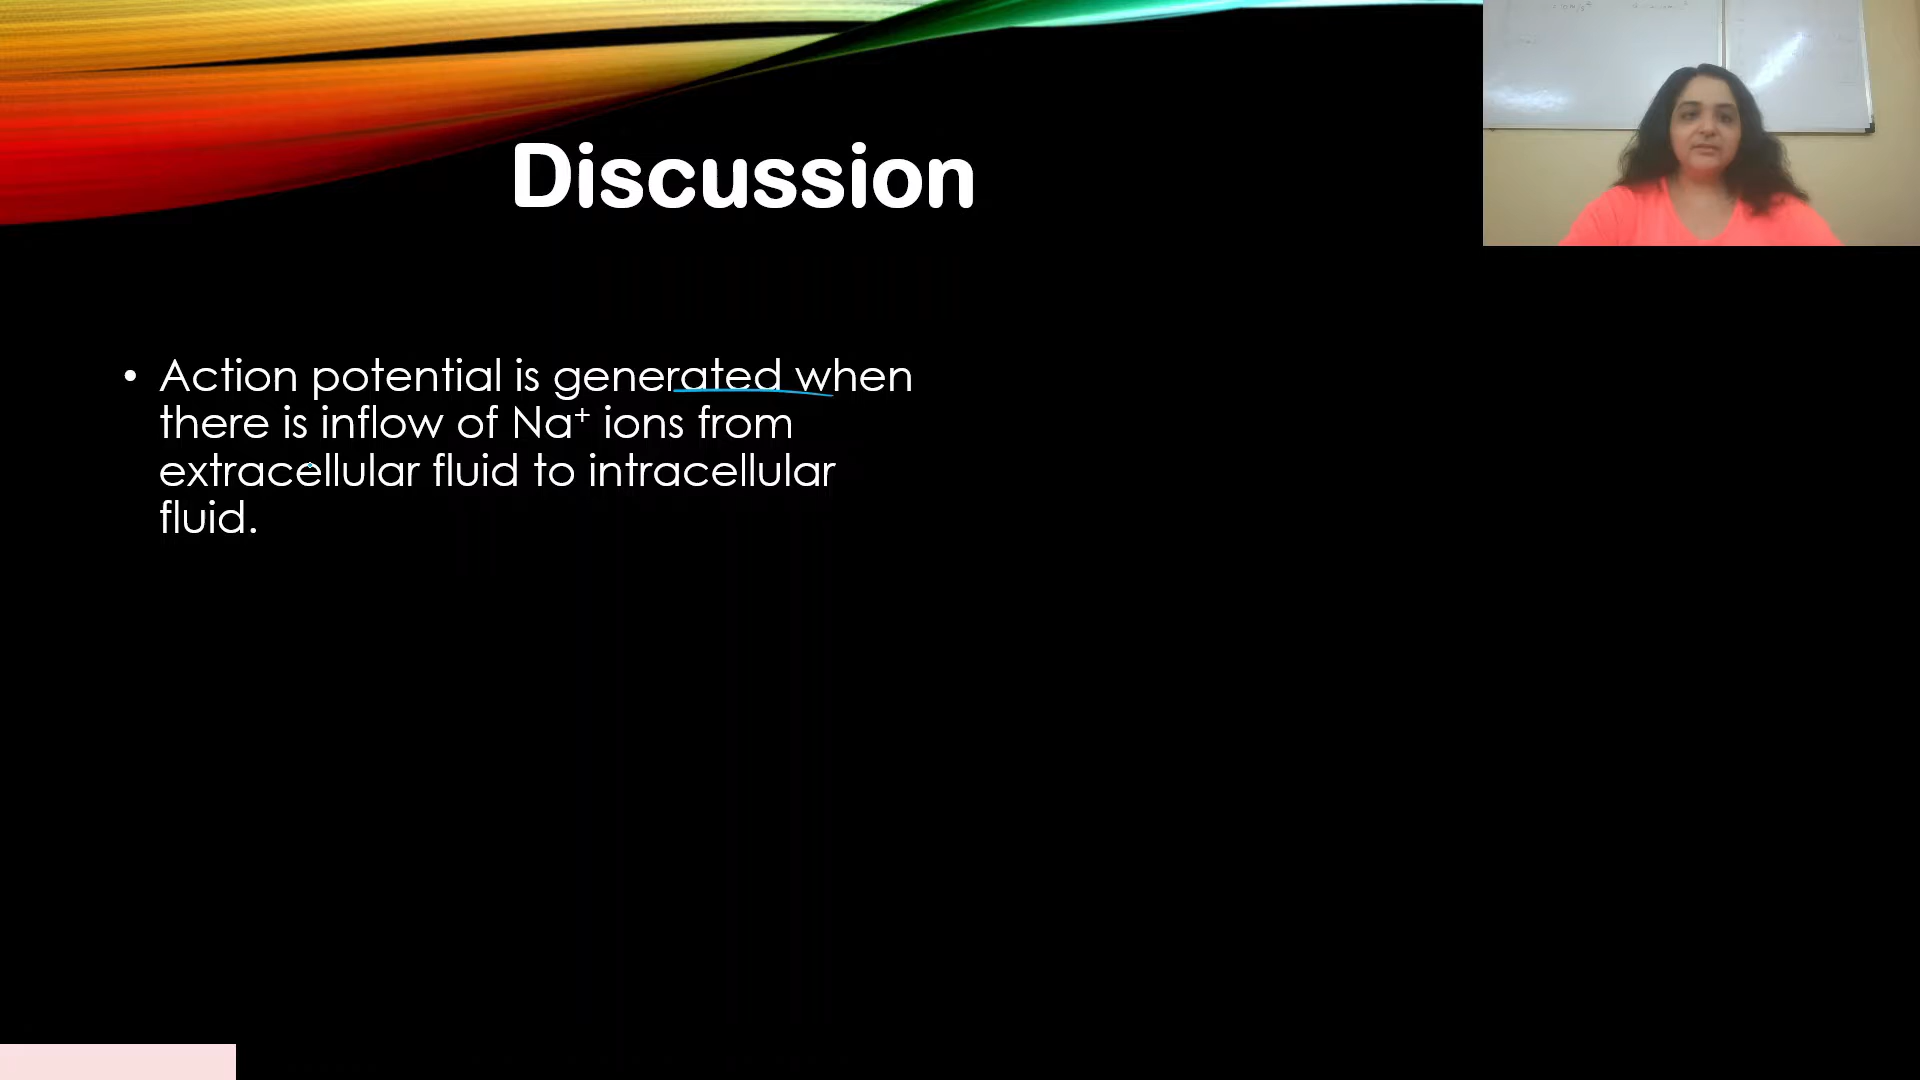 Discussion
• Action potential is generated when
there is inflow of Na⁺ ions from
extracellular fluid to intracellular
fluid.